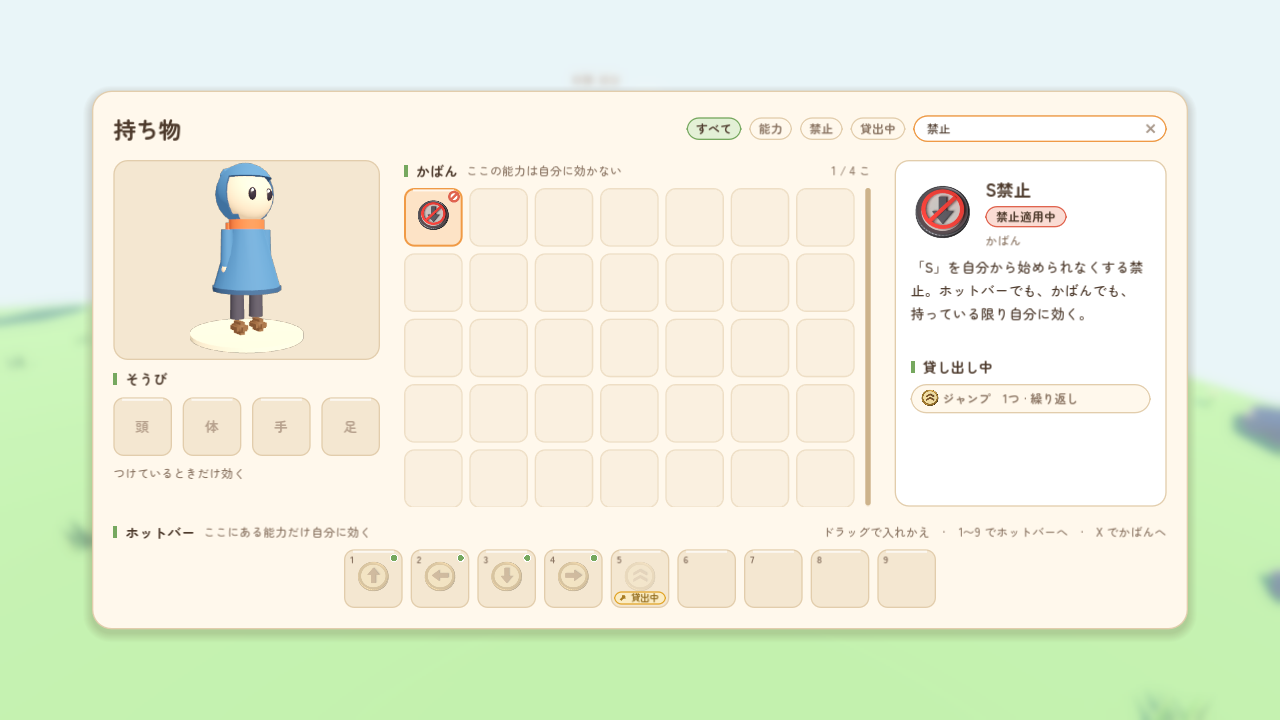 持ち物
すべて 能力 禁止 貸出中 禁止
かばん ここの能力は自分に効かない 1 / 4 こ
S禁止
禁止適用中
かばん
「S」を自分から始められなくする禁
止。ホットバーでも、かばんでも、
持っている限り自分に効く。
貸し出し中
ジャンプ 1つ · 繰り返し
そうび
頭 体 手 足
つけているときだけ効く
ホットバー ここにある能力だけ自分に効く
ドラッグで入れかえ · 1〜9 でホットバーへ · X でかばんへ
1 2 3 4 5 6 7 8 9
貸出中